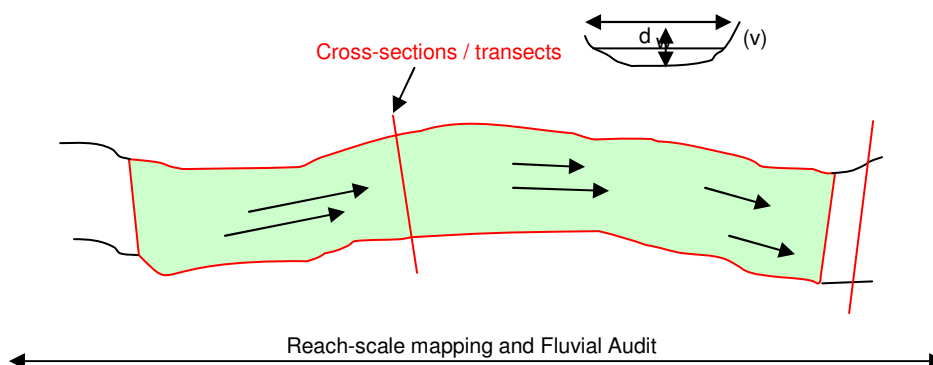 d w (v)
Cross-sections / transects
Reach-scale mapping and Fluvial Audit